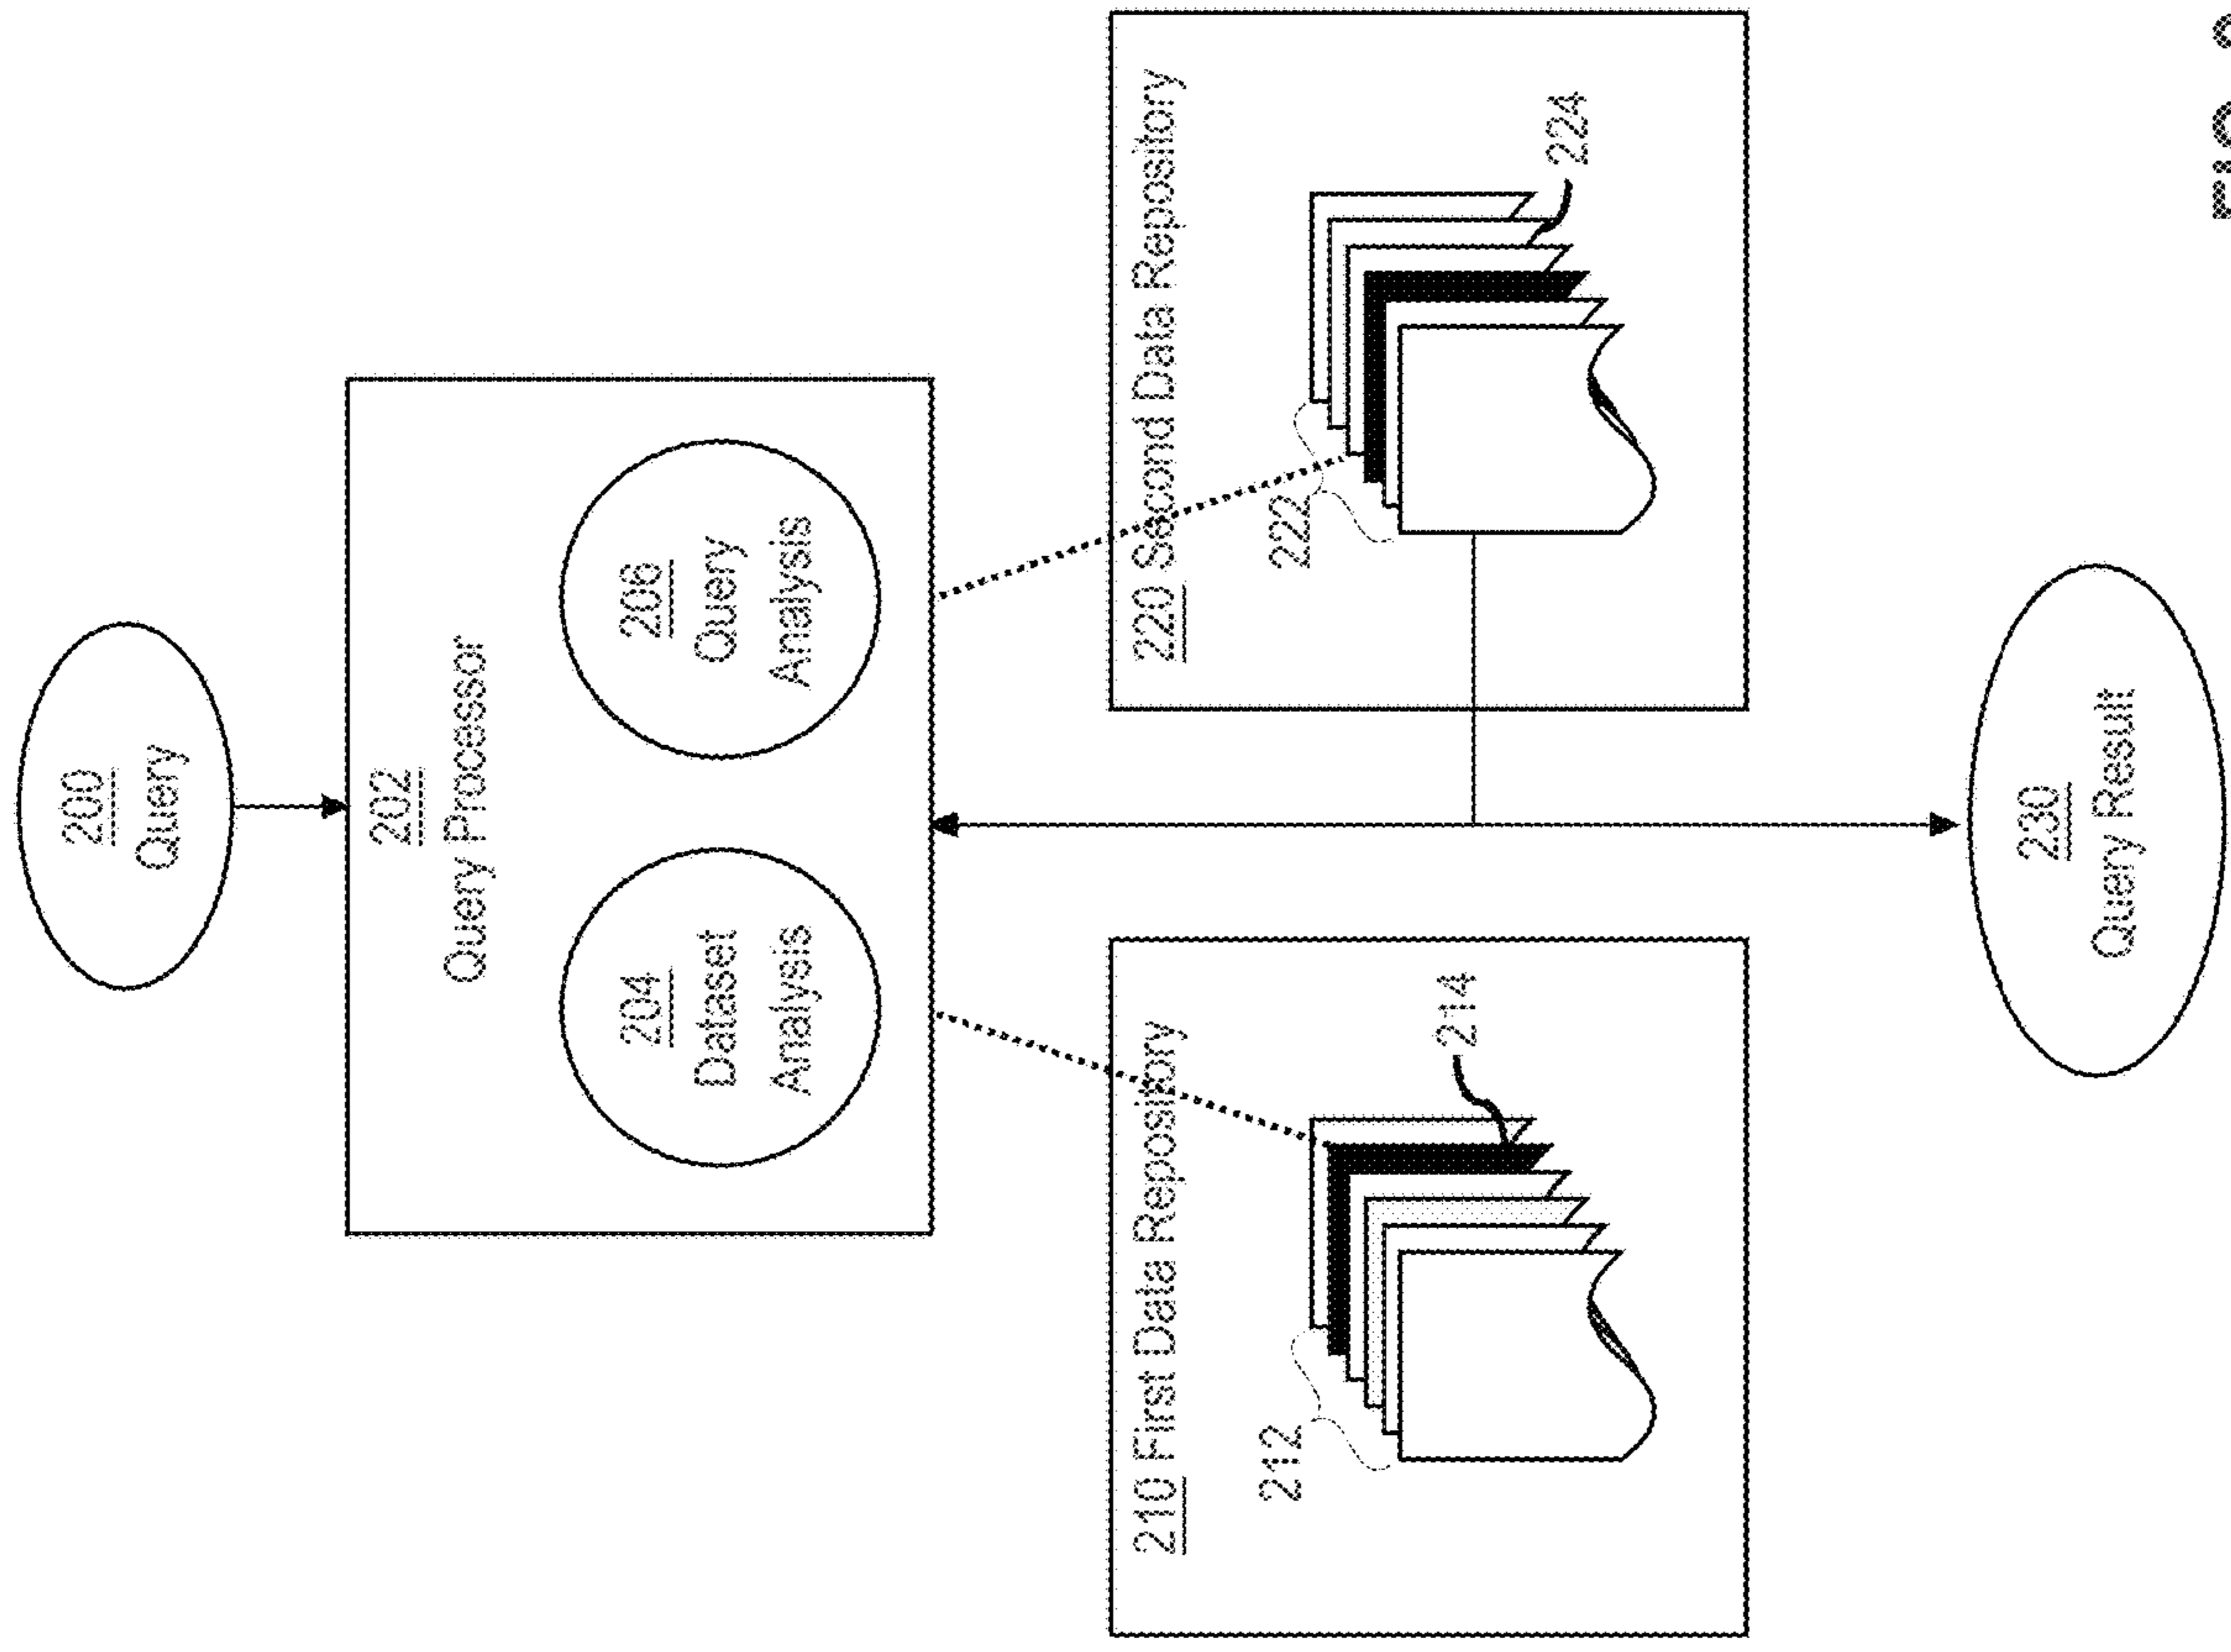 200
Query
202
Query Processor
204
Dataset
Analysis
206
Query
Analysis
210 First Data Repository
212
214
220 Second Data Repository
222
224
230
Query Result